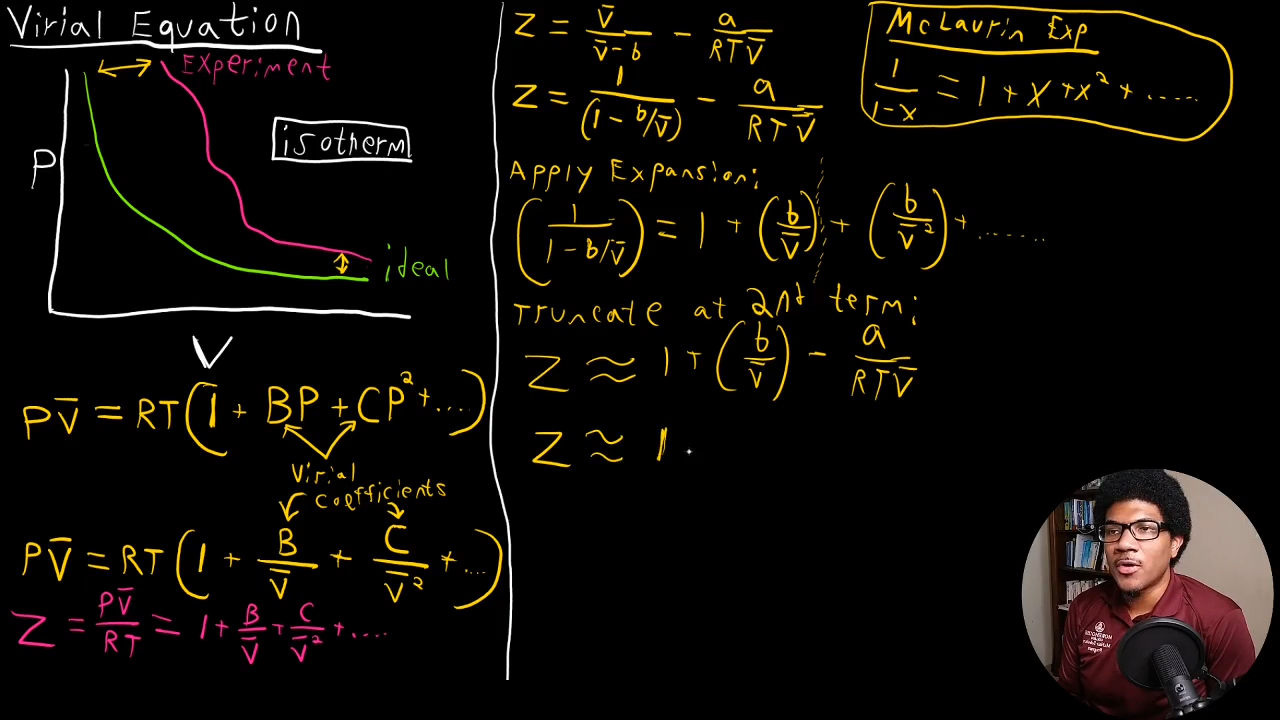 Virial Equation
Experiment
isotherm
P
ideal
V
PV̄ = RT(1 + BP + CP² + ....)
Virial
coefficients
PV̄ = RT(1 + B/V̄ + C/V̄² + ....)
Z = PV̄/RT = 1 + B/V̄ + C/V̄² + ....
Z = V̄/(V̄ - b) - a/(RTV̄)
Z = 1/(1 - b/V̄) - a/(RTV̄)
McLaurin Exp
1/(1-x) = 1 + x + x² + ......
Apply Expansion:
(1/(1 - b/V̄)) = 1 + (b/V̄) + (b/V̄²) + .......
Truncate at 2nd term:
Z ≈ 1 + (b/V̄) - a/(RTV̄)
Z ≈ 1